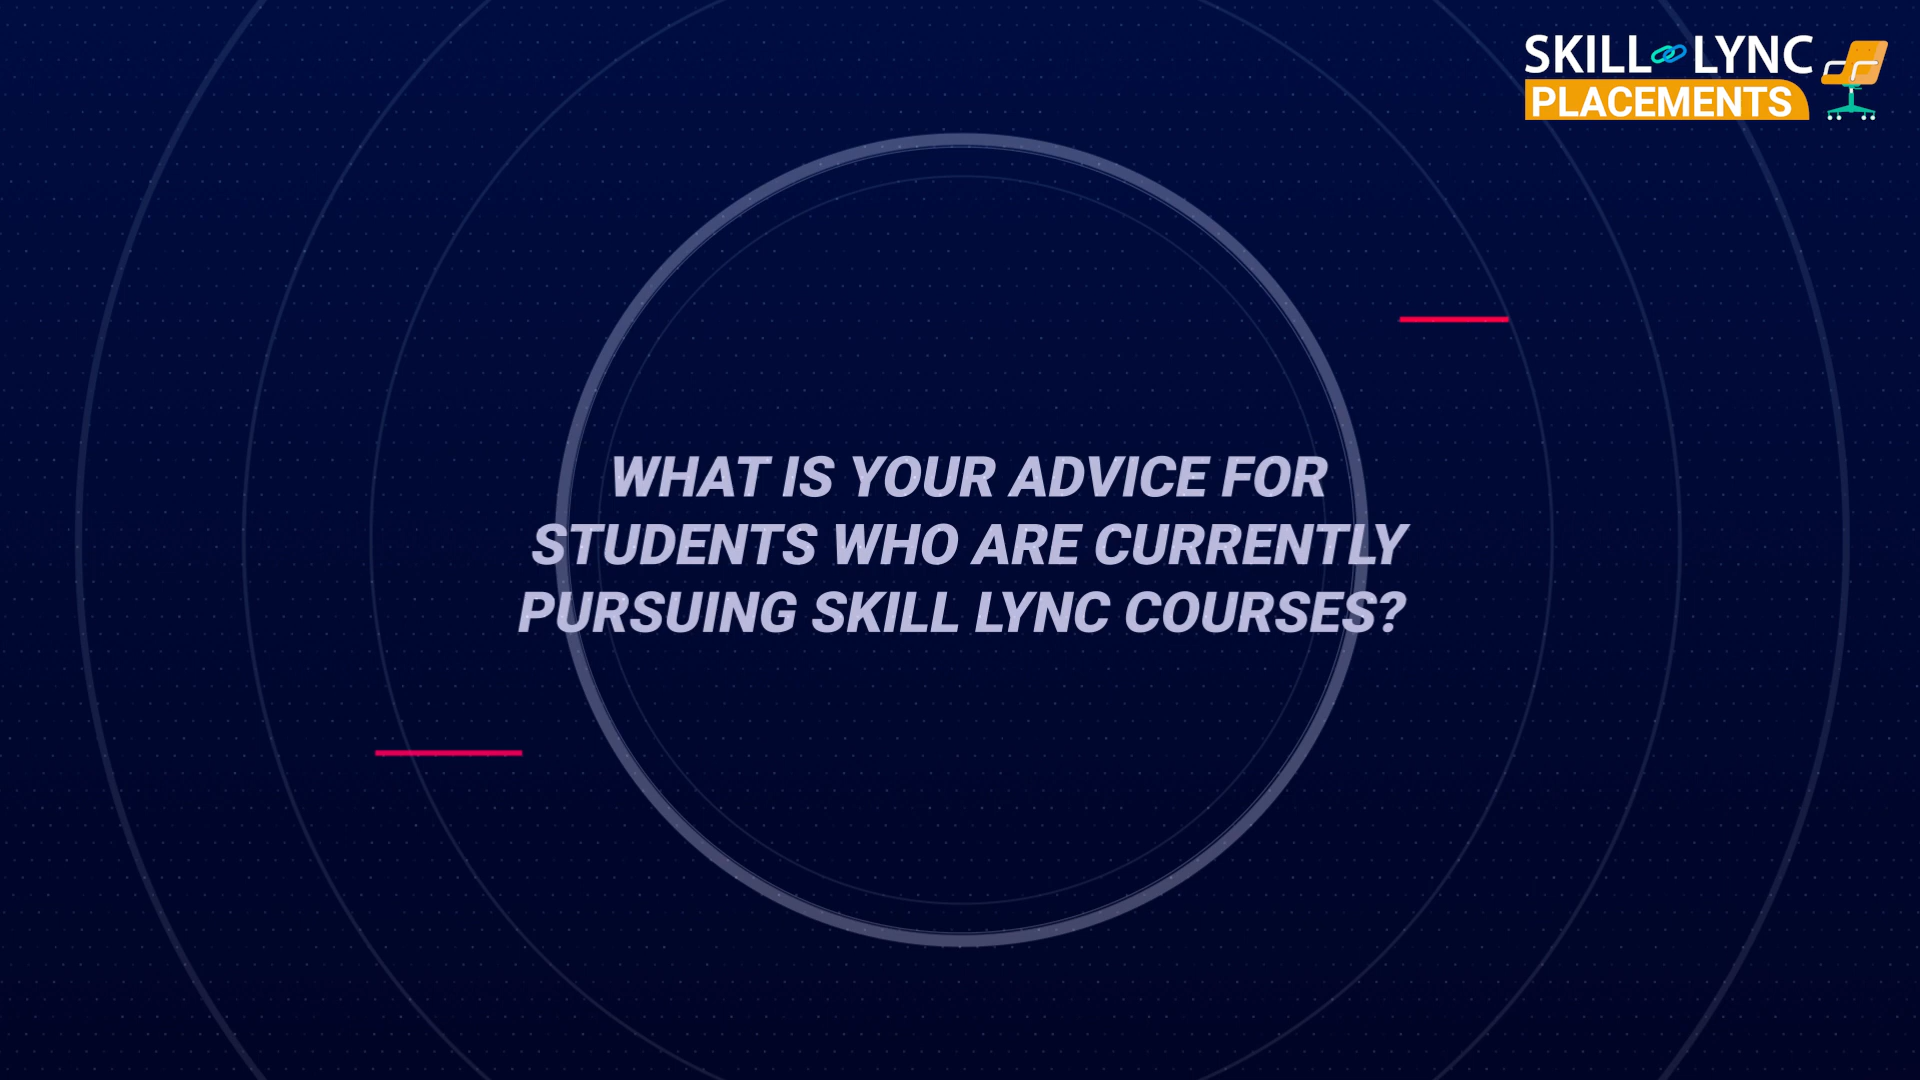 SKILL LYNC
PLACEMENTS
WHAT IS YOUR ADVICE FOR
STUDENTS WHO ARE CURRENTLY
PURSUING SKILL LYNC COURSES?